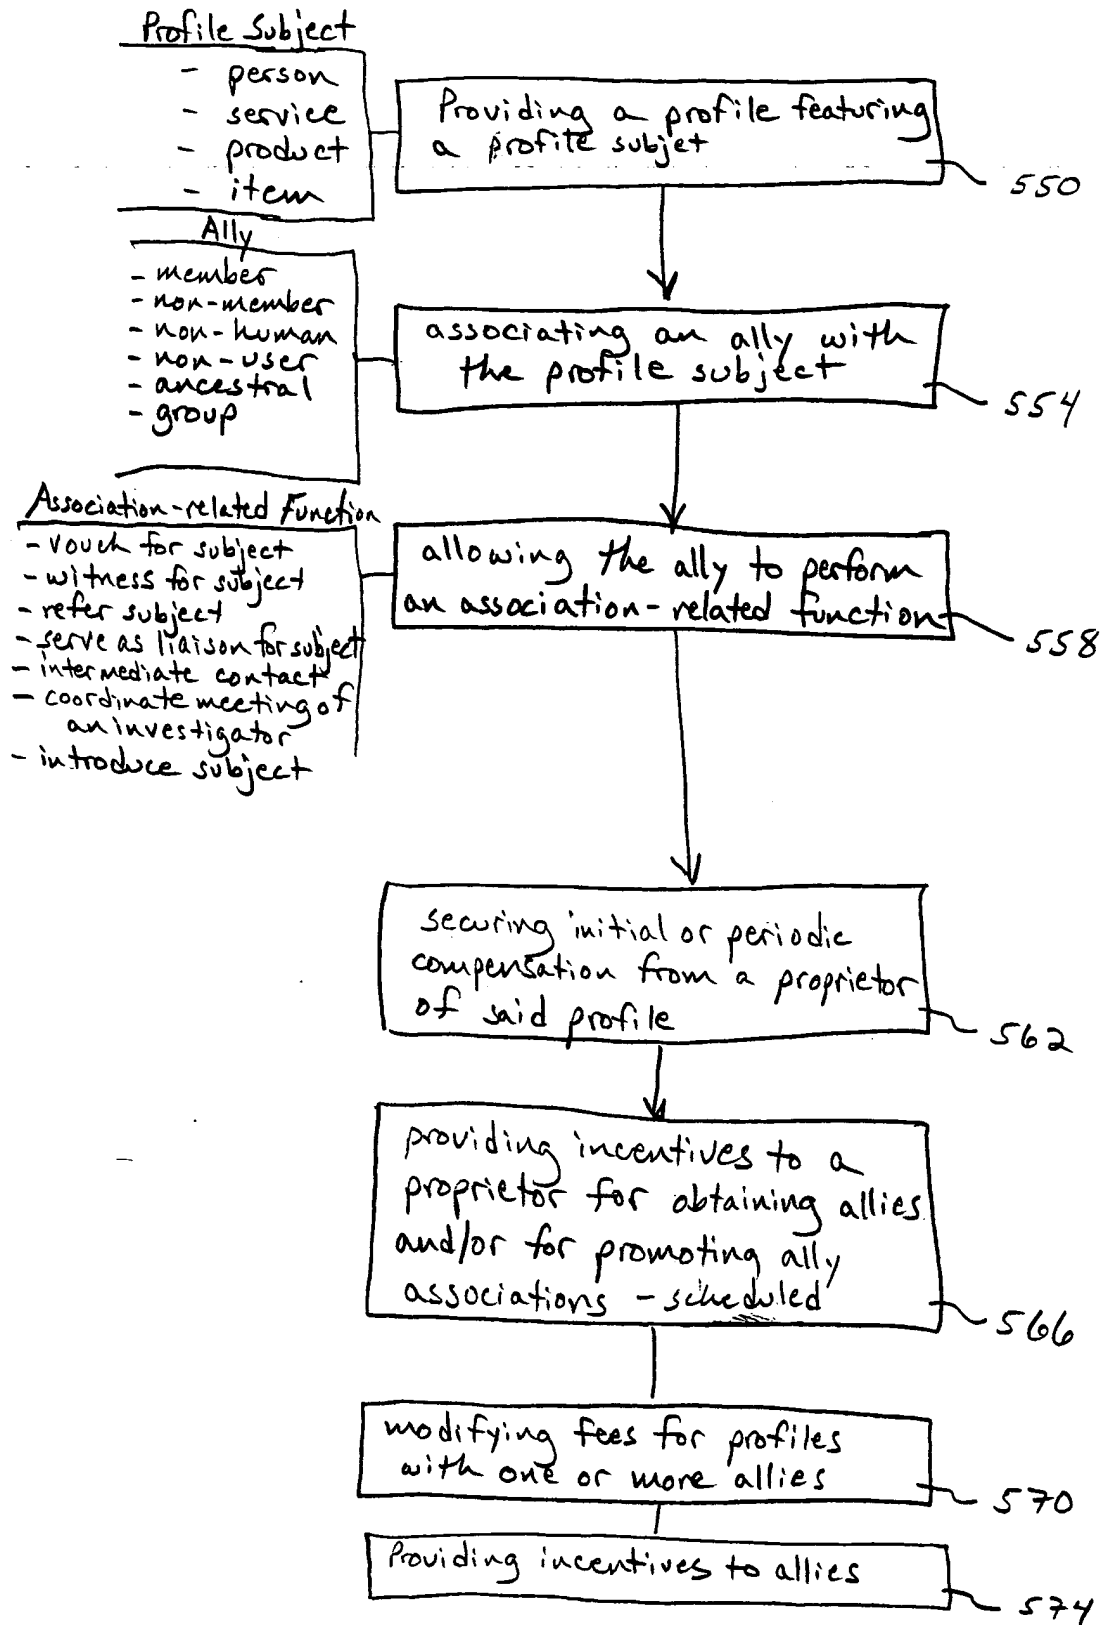 Profile Subject
- person
- service
- product
- item
Providing a profile featuring
a profile subjet
550
Ally
- member
- non-member
- non-human
- non-user
- ancestral
- group
associating an ally with
the profile subject
554
Association-related Function
- vouch for subject
- witness for subject
- refer subject
- serve as liaison for subject
- intermediate contact
- coordinate meeting of
an investigator
- introduce subject
allowing the ally to perform
an association-related function
558
securing initial or periodic
compensation from a proprietor
of said profile
562
providing incentives to a
proprietor for obtaining allies
and/or for promoting ally
associations - scheduled
566
modifying fees for profiles
with one or more allies
570
Providing incentives to allies
574